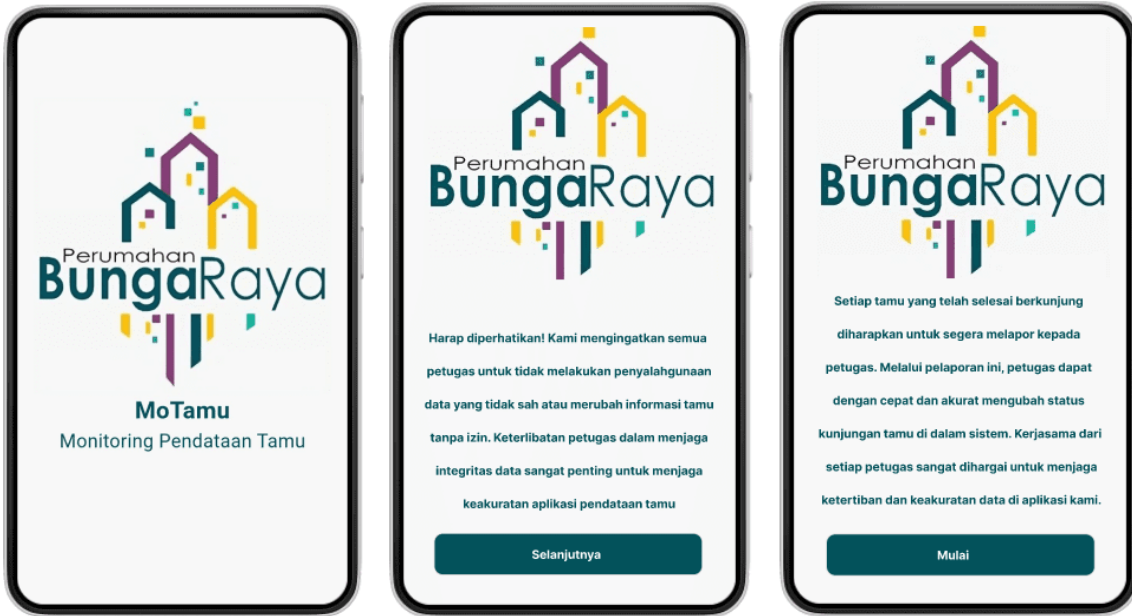 Perumahan
BungaRaya
MoTamu
Monitoring Pendataan Tamu
Perumahan
BungaRaya
Harap diperhatikan! Kami mengingatkan semua
petugas untuk tidak melakukan penyalahgunaan
data yang tidak sah atau merubah informasi tamu
tanpa izin. Keterlibatan petugas dalam menjaga
integritas data sangat penting untuk menjaga
keakuratan aplikasi pendataan tamu
Selanjutnya
Perumahan
BungaRaya
Setiap tamu yang telah selesai berkunjung
diharapkan untuk segera melapor kepada
petugas. Melalui pelaporan ini, petugas dapat
dengan cepat dan akurat mengubah status
kunjungan tamu di dalam sistem. Kerjasama dari
setiap petugas sangat dihargai untuk menjaga
ketertiban dan keakuratan data di aplikasi kami.
Mulai